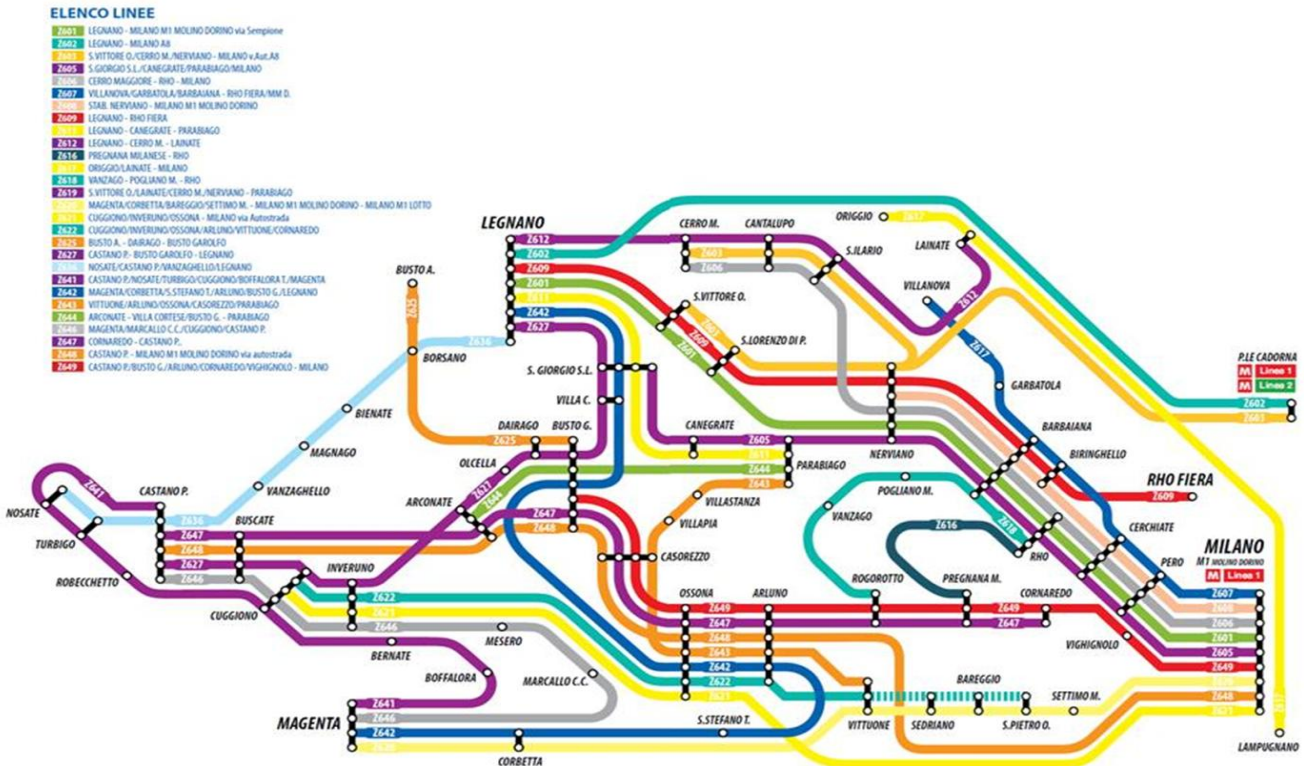 ELENCO LINEE
Z601 LEGNANO - MILANO M1 MOLINO DORINO via Sempione
Z602 LEGNANO - MILANO A8
Z603 S.VITTORE O./CERRO M./NERVIANO - MILANO v.Aut.A8
Z605 S.GIORGIO S.L./CANEGRATE/PARABIAGO/MILANO
Z606 CERRO MAGGIORE - RHO - MILANO
Z607 VILLANOVA/GARBATOLA/BARBAIANA - RHO FIERA/MM D.
Z608 STAB. NERVIANO - MILANO M1 MOLINO DORINO
Z609 LEGNANO - RHO FIERA
Z611 LEGNANO - CANEGRATE - PARABIAGO
Z612 LEGNANO - CERRO M. - LAINATE
Z616 PREGNANA MILANESE - RHO
Z617 ORIGGIO/LAINATE - MILANO
Z618 VANZAGO - POGLIANO M. - RHO
Z619 S.VITTORE O./LAINATE/CERRO M./NERVIANO - PARABIAGO
Z620 MAGENTA/CORBETTA/BAREGGIO/SETTIMO M. - MILANO M1 MOLINO DORINO - MILANO M1 LOTTO
Z621 CUGGIONO/INVERUNO/OSSONA - MILANO via Autostrada
Z622 CUGGIONO/INVERUNO/OSSONA/ARLUNO/VITTUONE/CORNAREDO
Z625 BUSTO A. - DAIRAGO - BUSTO GAROLFO
Z627 CASTANO P.- BUSTO GAROLFO - LEGNANO
Z636 NOSATE/CASTANO P./VANZAGHELLO/LEGNANO
Z641 CASTANO P./NOSATE/TURBIGO/CUGGIONO/BOFFALORA T./MAGENTA
Z642 MAGENTA/CORBETTA/S.STEFANO T./ARLUNO/BUSTO G./LEGNANO
Z643 VITTUONE/ARLUNO/OSSONA/CASOREZZO/PARABIAGO
Z644 ARCONATE - VILLA CORTESE/BUSTO G. - PARABIAGO
Z646 MAGENTA/MARCALLO C.C./CUGGIONO/CASTANO P.
Z647 CORNAREDO - CASTANO P.
Z648 CASTANO P. - MILANO M1 MOLINO DORINO via autostrada
Z649 CASTANO P./BUSTO G./ARLUNO/CORNAREDO/VIGHIGNOLO - MILANO
LEGNANO
CERRO M.
CANTALUPO
ORIGGIO
Z617
LAINATE
Z612
Z602
Z603
Z606
S.ILARIO
Z609
Z601
Z611
Z642
Z627
BUSTO A.
Z625
S.VITTORE O.
Z603
Z609
Z601
VILLANOVA
Z612
Z617
S.LORENZO DI P.
Z636
BORSANO
P.LE CADORNA
M Linea 1
M Linea 2
Z602
Z603
S. GIORGIO S.L.
GARBATOLA
VILLA C.
BIENATE
DAIRAGO
BUSTO G.
CANEGRATE
Z625
Z605
Z611
NERVIANO
BARBAIANA
MAGNAGO
OLCELLA
Z644
PARABIAGO
BIRINGHELLO
Z643
POGLIANO M.
RHO FIERA
Z609
VANZAGHELLO
Z641
CASTANO P.
ARCONATE
Z627
Z644
VILLASTANZA
VANZAGO
NOSATE
Z636
BUSCATE
Z647
VILLAPIA
Z616
Z618
CERCHIATE
TURBIGO
Z647
Z648
Z648
RHO
MILANO
Z627
INVERUNO
CASOREZZO
PERO
M1 MOLINO DORINO
M Linea 1
ROBECCHETTO
Z646
ROGOROTTO
PREGNANA M.
CORNAREDO
CUGGIONO
Z622
OSSONA
ARLUNO
Z607
Z621
Z649
Z649
Z608
Z646
Z647
Z647
Z606
MESERO
Z648
VIGHIGNOLO
Z601
BERNATE
Z643
Z605
BOFFALORA
MARCALLO C.C.
Z642
Z649
Z622
BAREGGIO
Z620
Z621
SETTIMO M.
Z648
Z641
Z621
MAGENTA
Z646
S.STEFANO T.
VITTUONE
SEDRIANO
S.PIETRO O.
Z617
Z642
Z620
CORBETTA
LAMPUGNANO